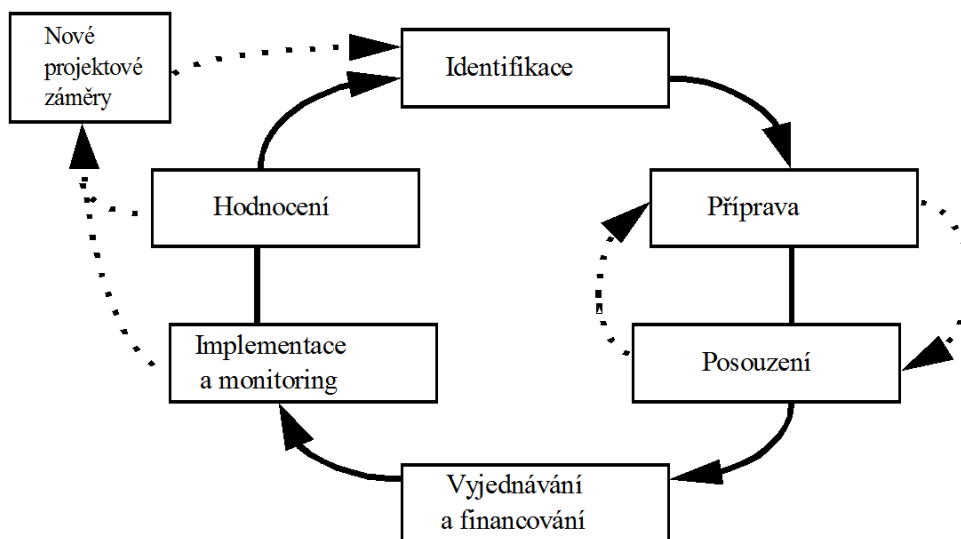 Nové
projektové
záměry
Identifikace
Hodnocení
Příprava
Implementace
a monitoring
Posouzení
Vyjednávání
a financování